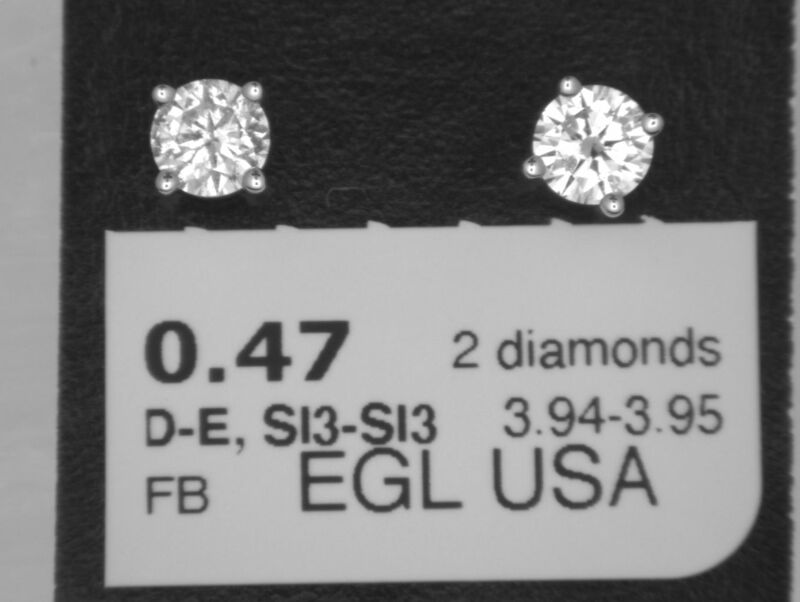 0.47 2 diamonds
D-E, SI3-SI3 3.94-3.95
FB EGL USA